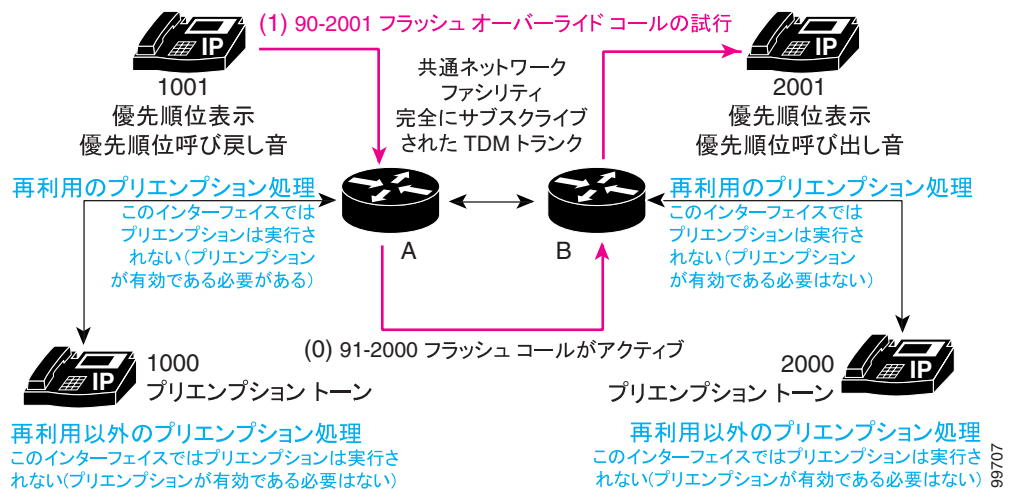 (1) 90-2001 フラッシュ オーバーライド コールの試行
IP
1001
優先順位表示
優先順位呼び戻し音
共通ネットワーク
ファシリティ
完全にサブスクライブ
された TDM トランク
IP
2001
優先順位表示
優先順位呼び出し音
再利用のプリエンプション処理
このインターフェイスでは
プリエンプションは実行さ
れない（プリエンプション
が有効である必要がある）
A
B
再利用のプリエンプション処理
このインターフェイスでは
プリエンプションは実行さ
れない（プリエンプション
が有効である必要はない）
(0) 91-2000 フラッシュ コールがアクティブ
IP
1000
プリエンプション トーン
2000
プリエンプション トーン
IP
再利用以外のプリエンプション処理
このインターフェイスではプリエンプションは実行さ
れない（プリエンプションが有効である必要はない）
再利用以外のプリエンプション処理
このインターフェイスではプリエンプションは実行さ
れない（プリエンプションが有効である必要はない）
99707